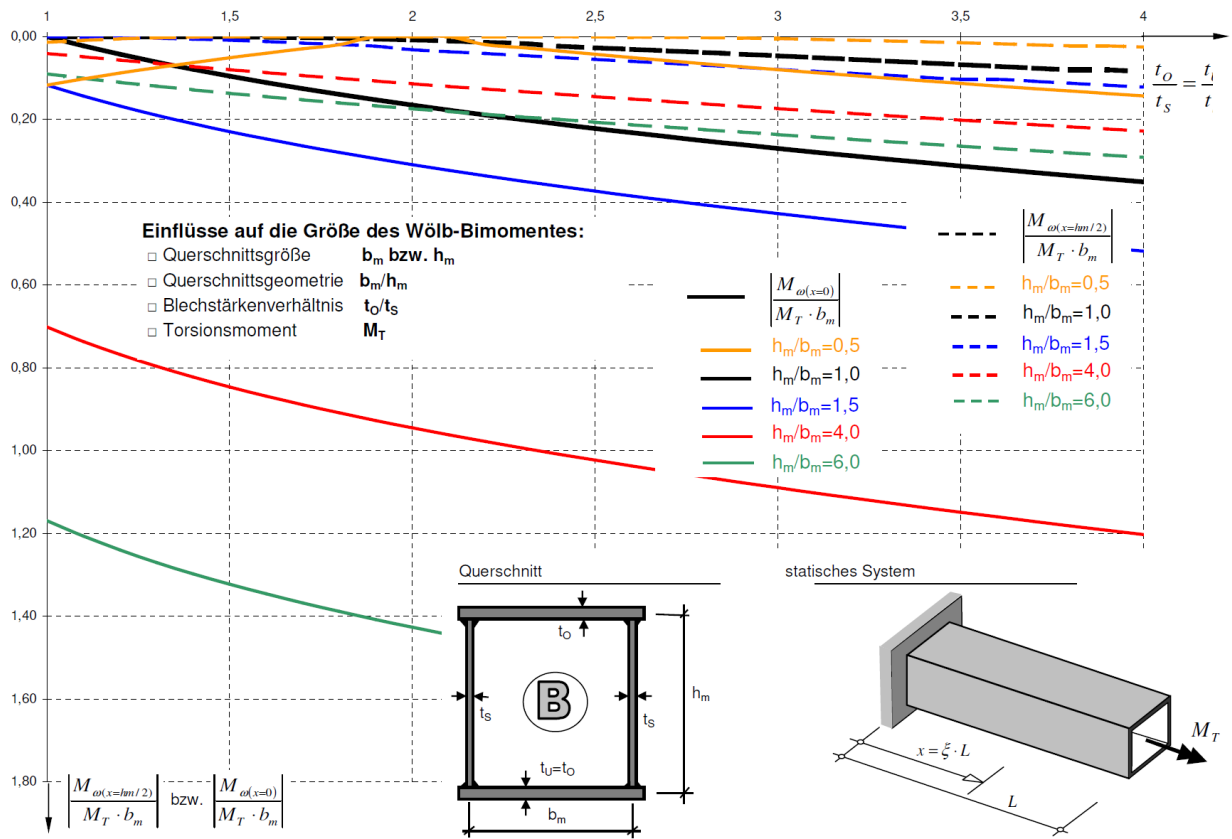 1 1,5 2 2,5 3 3,5 4
0,00
0,20
0,40
0,60
0,80
1,00
1,20
1,40
1,60
1,80
t_O / t_S = t_U / t
Einflüsse auf die Größe des Wölb-Bimomentes:
□ Querschnittsgröße b_m bzw. h_m
□ Querschnittsgeometrie b_m/h_m
□ Blechstärkenverhältnis t_O/t_S
□ Torsionsmoment M_T
|M_ω(x=0) / M_T · b_m|
h_m/b_m=0,5
h_m/b_m=1,0
h_m/b_m=1,5
h_m/b_m=4,0
h_m/b_m=6,0
|M_ω(x=hm/2) / M_T · b_m|
h_m/b_m=0,5
h_m/b_m=1,0
h_m/b_m=1,5
h_m/b_m=4,0
h_m/b_m=6,0
Querschnitt
t_O
B
h_m
t_S t_S
t_U=t_O
b_m
statisches System
M_T
x = ξ · L
L
|M_ω(x=hm/2) / M_T · b_m| bzw. |M_ω(x=0) / M_T · b_m|